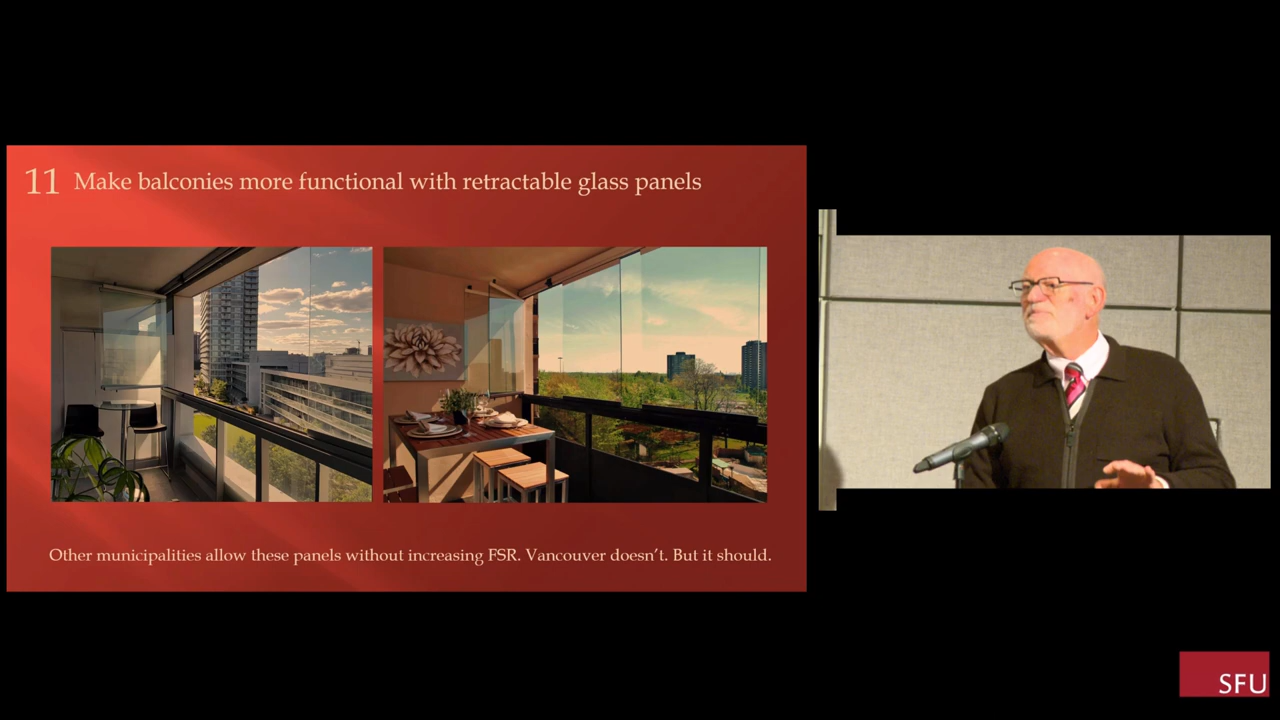 11 Make balconies more functional with retractable glass panels
Other municipalities allow these panels without increasing FSR. Vancouver doesn’t. But it should.
SFU